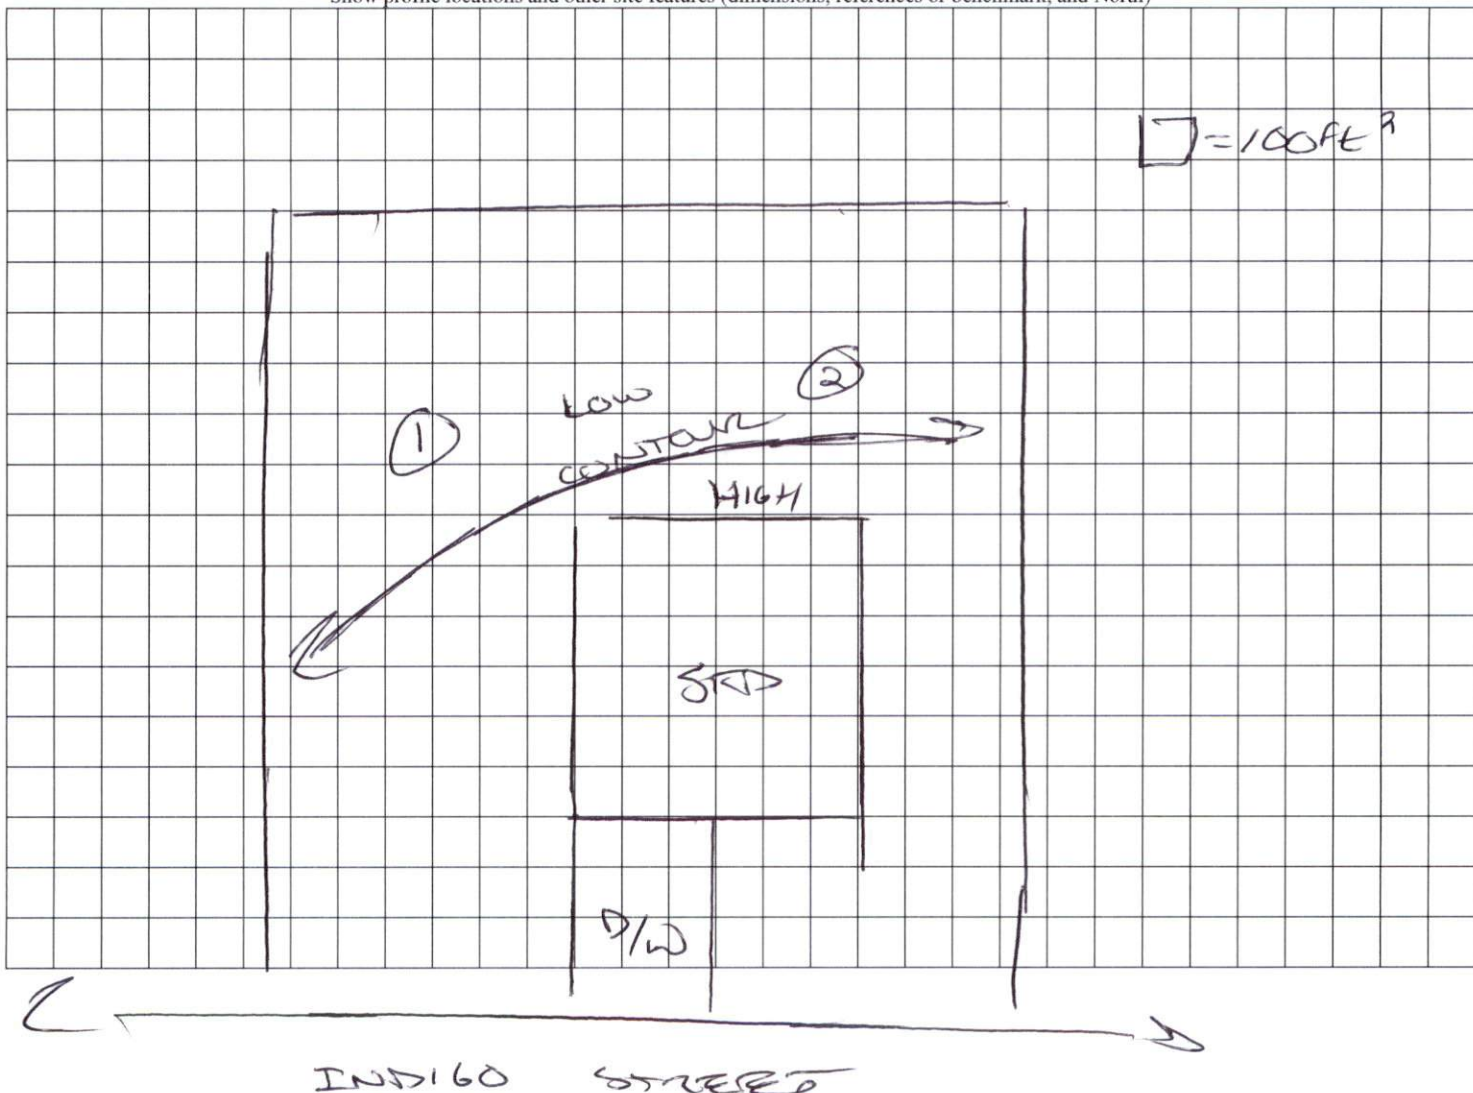 Show profile locations and other site features (dimensions, references or benchmark, and North)
□ = 100ft²
②
LOW
①
CONTOUR
HIGH
SFD
D/W
INDIGO STREET